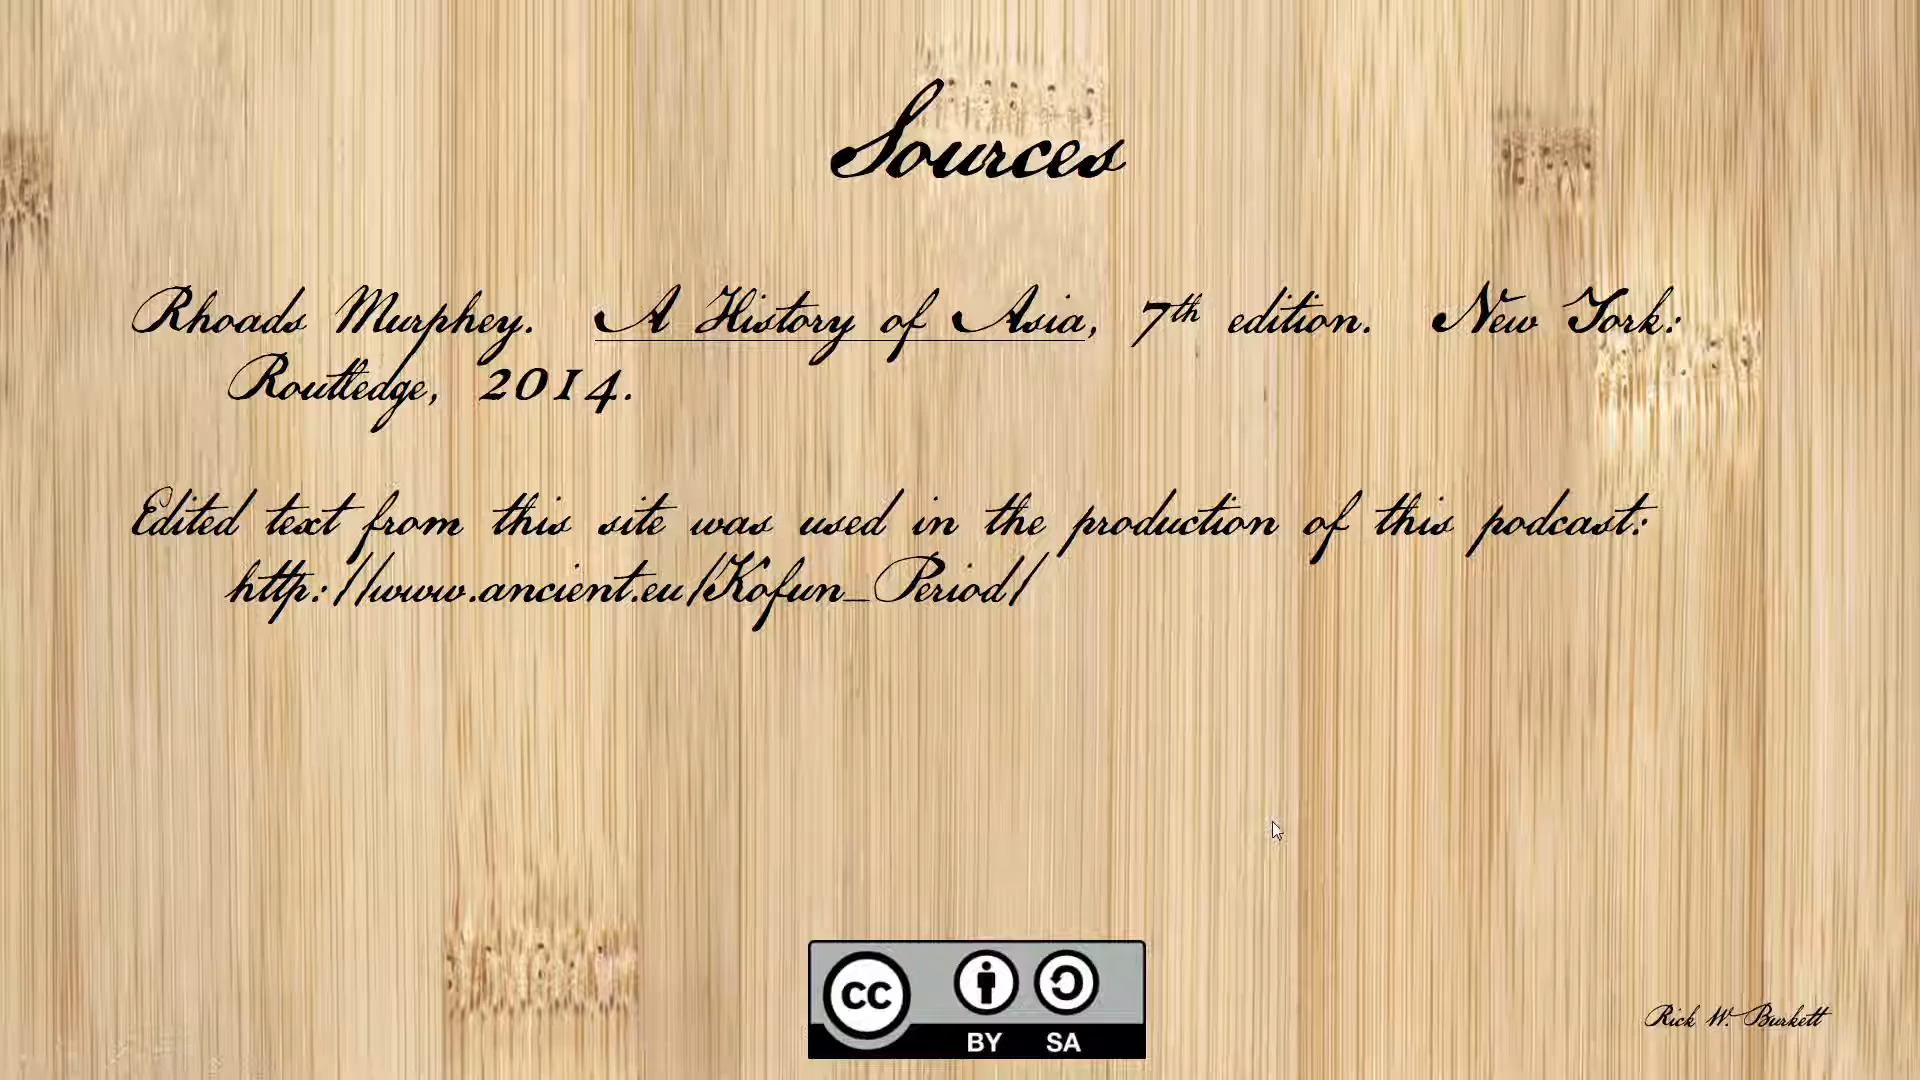 Sources
Rhoads Murphey. A History of Asia, 7th edition. New York:
Routledge, 2014.
Edited text from this site was used in the production of this podcast:
http://www.ancient.eu/Kofun_Period/
CC
BY SA
Rick W. Burkett